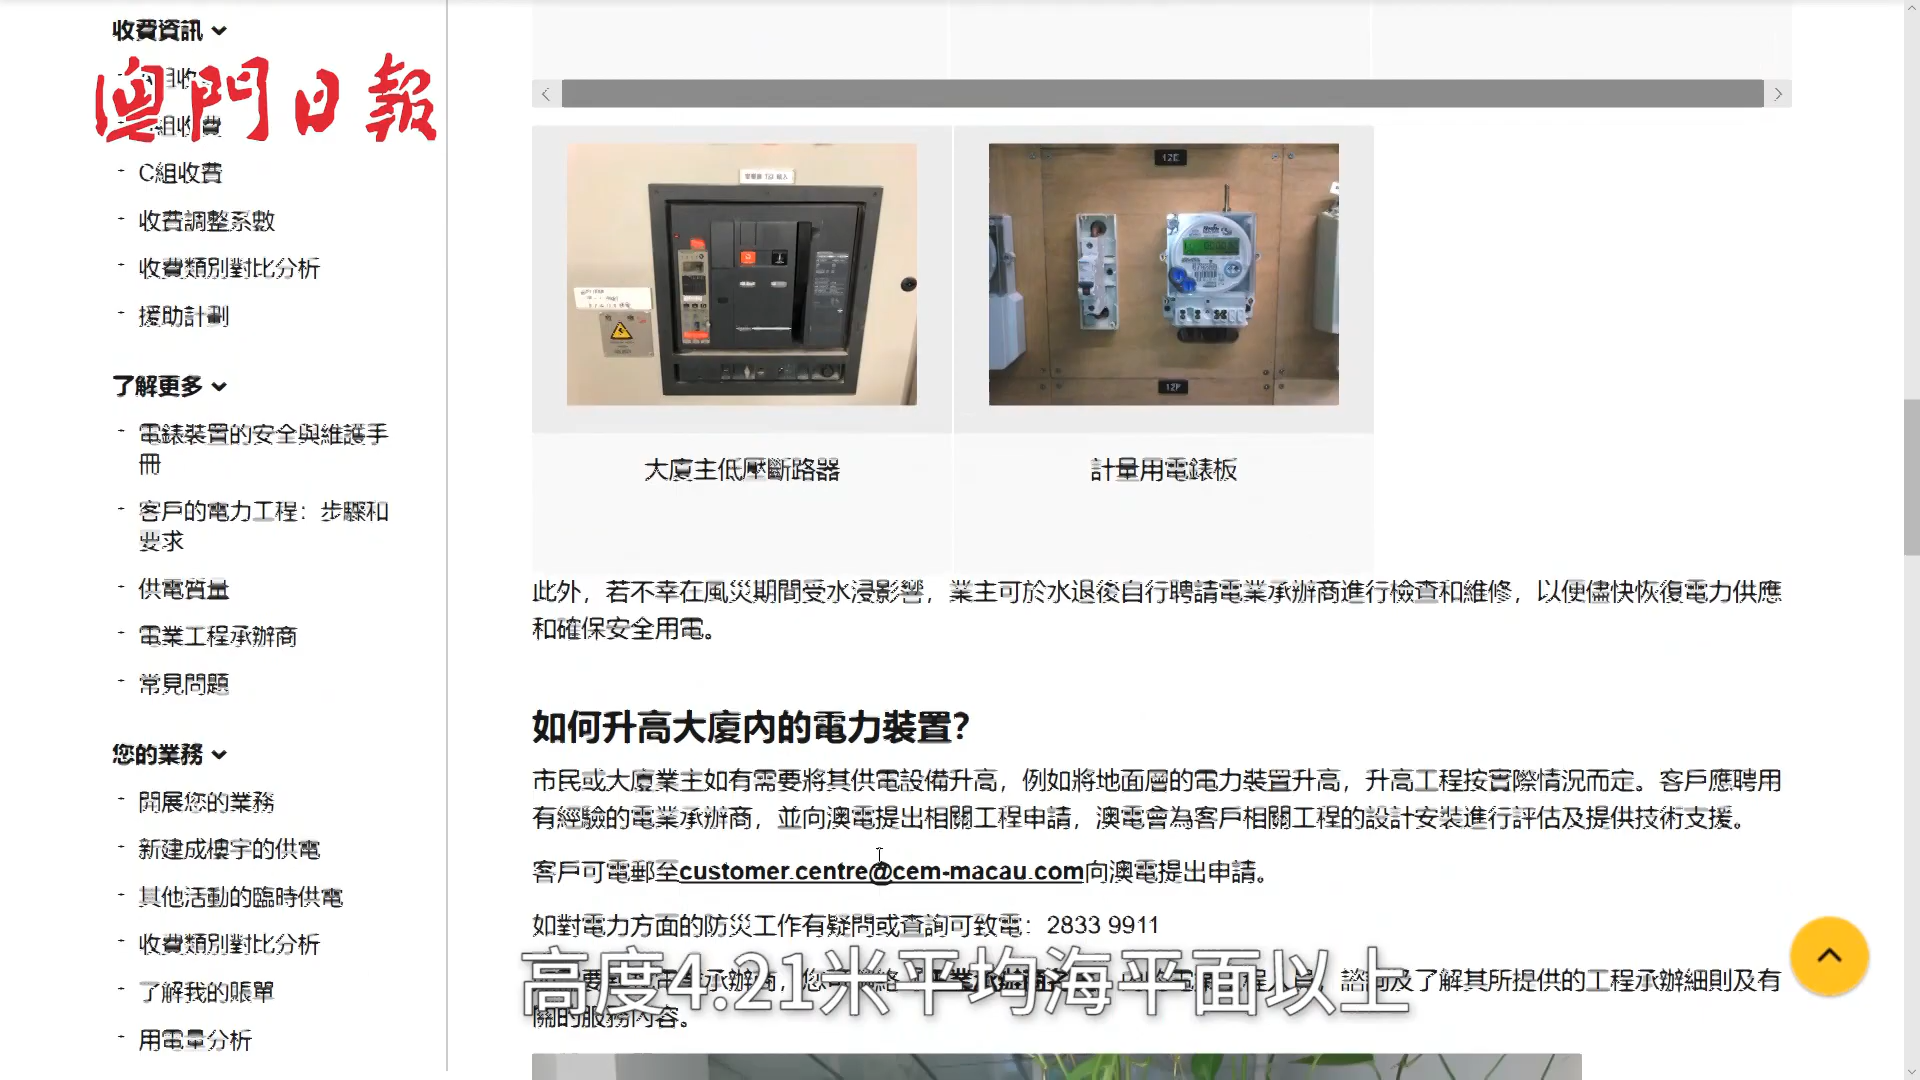 收費資訊
澳門日報
C組收費
收費調整系數
收費類別對比分析
援助計劃
了解更多
電錶裝置的安全與維護手
冊
客戶的電力工程：步驟和
要求
供電質量
電業工程承辦商
常見問題
您的業務
開展您的業務
新建成樓宇的供電
其他活動的臨時供電
收費類別對比分析
了解我的賬單
用電量分析
12E
12F
大廈主低壓斷路器
計量用電錶板
此外，若不幸在風災期間受水浸影響，業主可於水退後自行聘請電業承辦商進行檢查和維修，以便儘快恢復電力供應
和確保安全用電。
如何升高大廈内的電力裝置？
市民或大廈業主如有需要將其供電設備升高，例如將地面層的電力裝置升高，升高工程按實際情況而定。客戶應聘用
有經驗的電業承辦商，並向澳電提出相關工程申請，澳電會為客戶相關工程的設計安裝進行評估及提供技術支援。
客戶可電郵至customer.centre@cem-macau.com向澳電提出申請。
如對電力方面的防災工作有疑問或查詢可致電：2833 9911
諮詢及了解其所提供的工程承辦細則及有
關的服務内容。
高度4.21米平均海平面以上